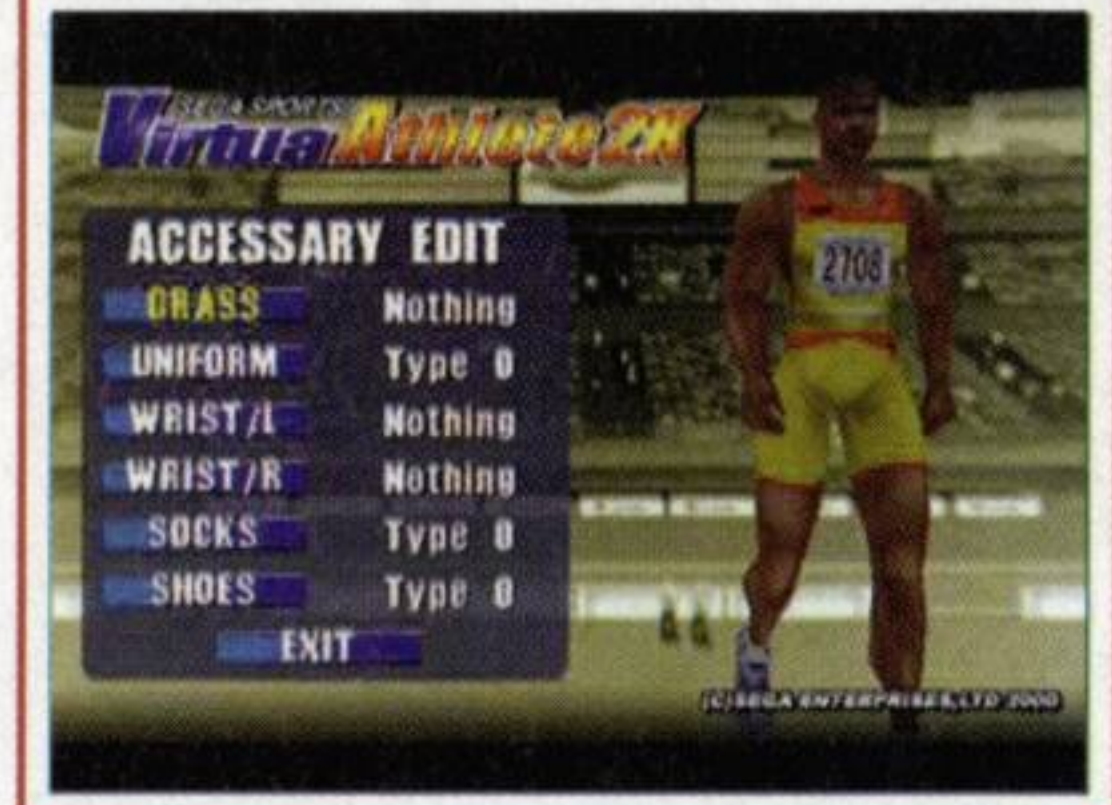 SEGA SPORTS
Virtua Athlete 2K
ACCESSARY EDIT
GRASS Nothing
UNIFORM Type 0
WRIST/L Nothing
WRIST/R Nothing
SOCKS Type 0
SHOES Type 0
EXIT
2708
(C)SEGA ENTERPRISES,LTD 2000